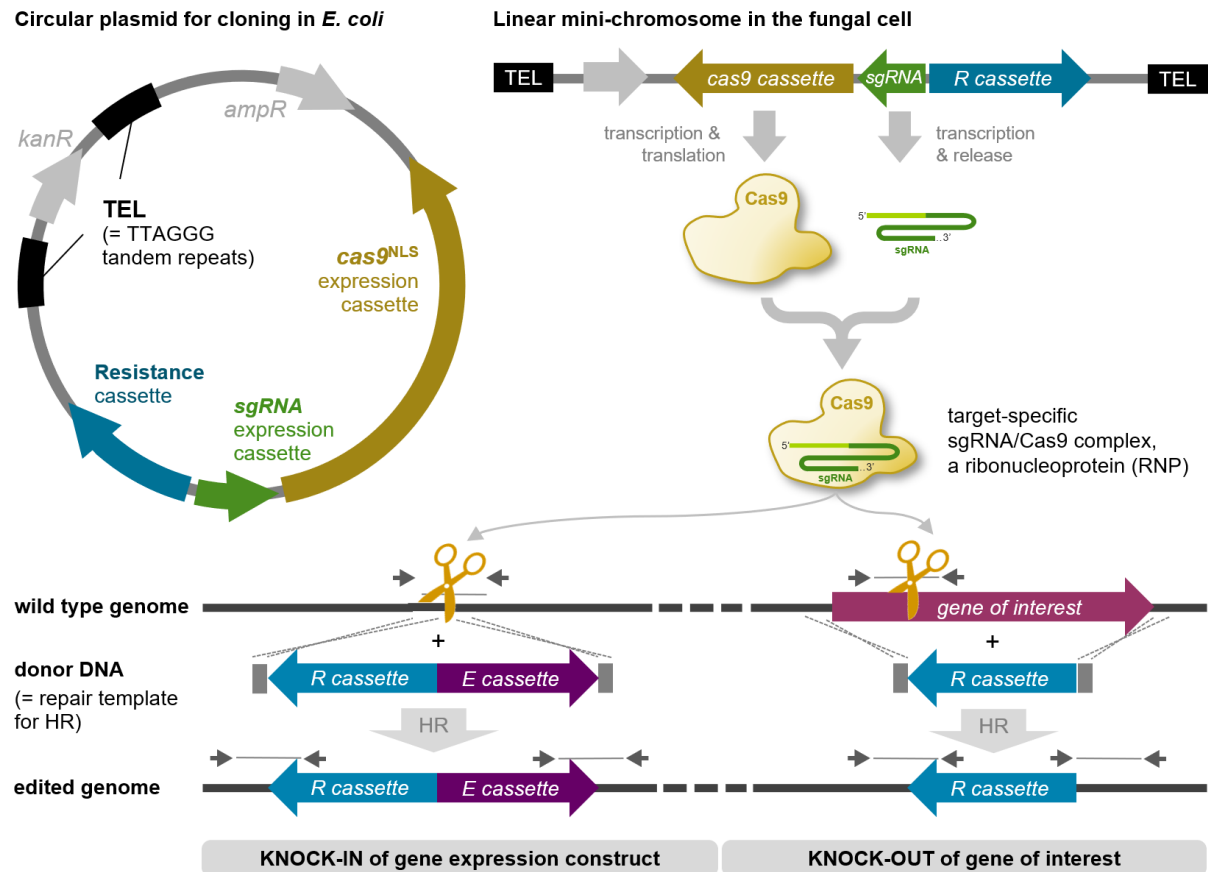 Circular plasmid for cloning in E. coli
kanR
ampR
TEL
(= TTAGGG
tandem repeats)
cas9NLS
expression
cassette
Resistance
cassette
sgRNA
expression
cassette
Linear mini-chromosome in the fungal cell
TEL
cas9 cassette
sgRNA
R cassette
TEL
transcription &
translation
transcription
& release
Cas9
5'
...3'
sgRNA
Cas9
5'
...3'
sgRNA
target-specific
sgRNA/Cas9 complex,
a ribonucleoprotein (RNP)
wild type genome
gene of interest
+
+
donor DNA
(= repair template
for HR)
R cassette
E cassette
R cassette
HR
HR
edited genome
R cassette
E cassette
R cassette
KNOCK-IN of gene expression construct
KNOCK-OUT of gene of interest